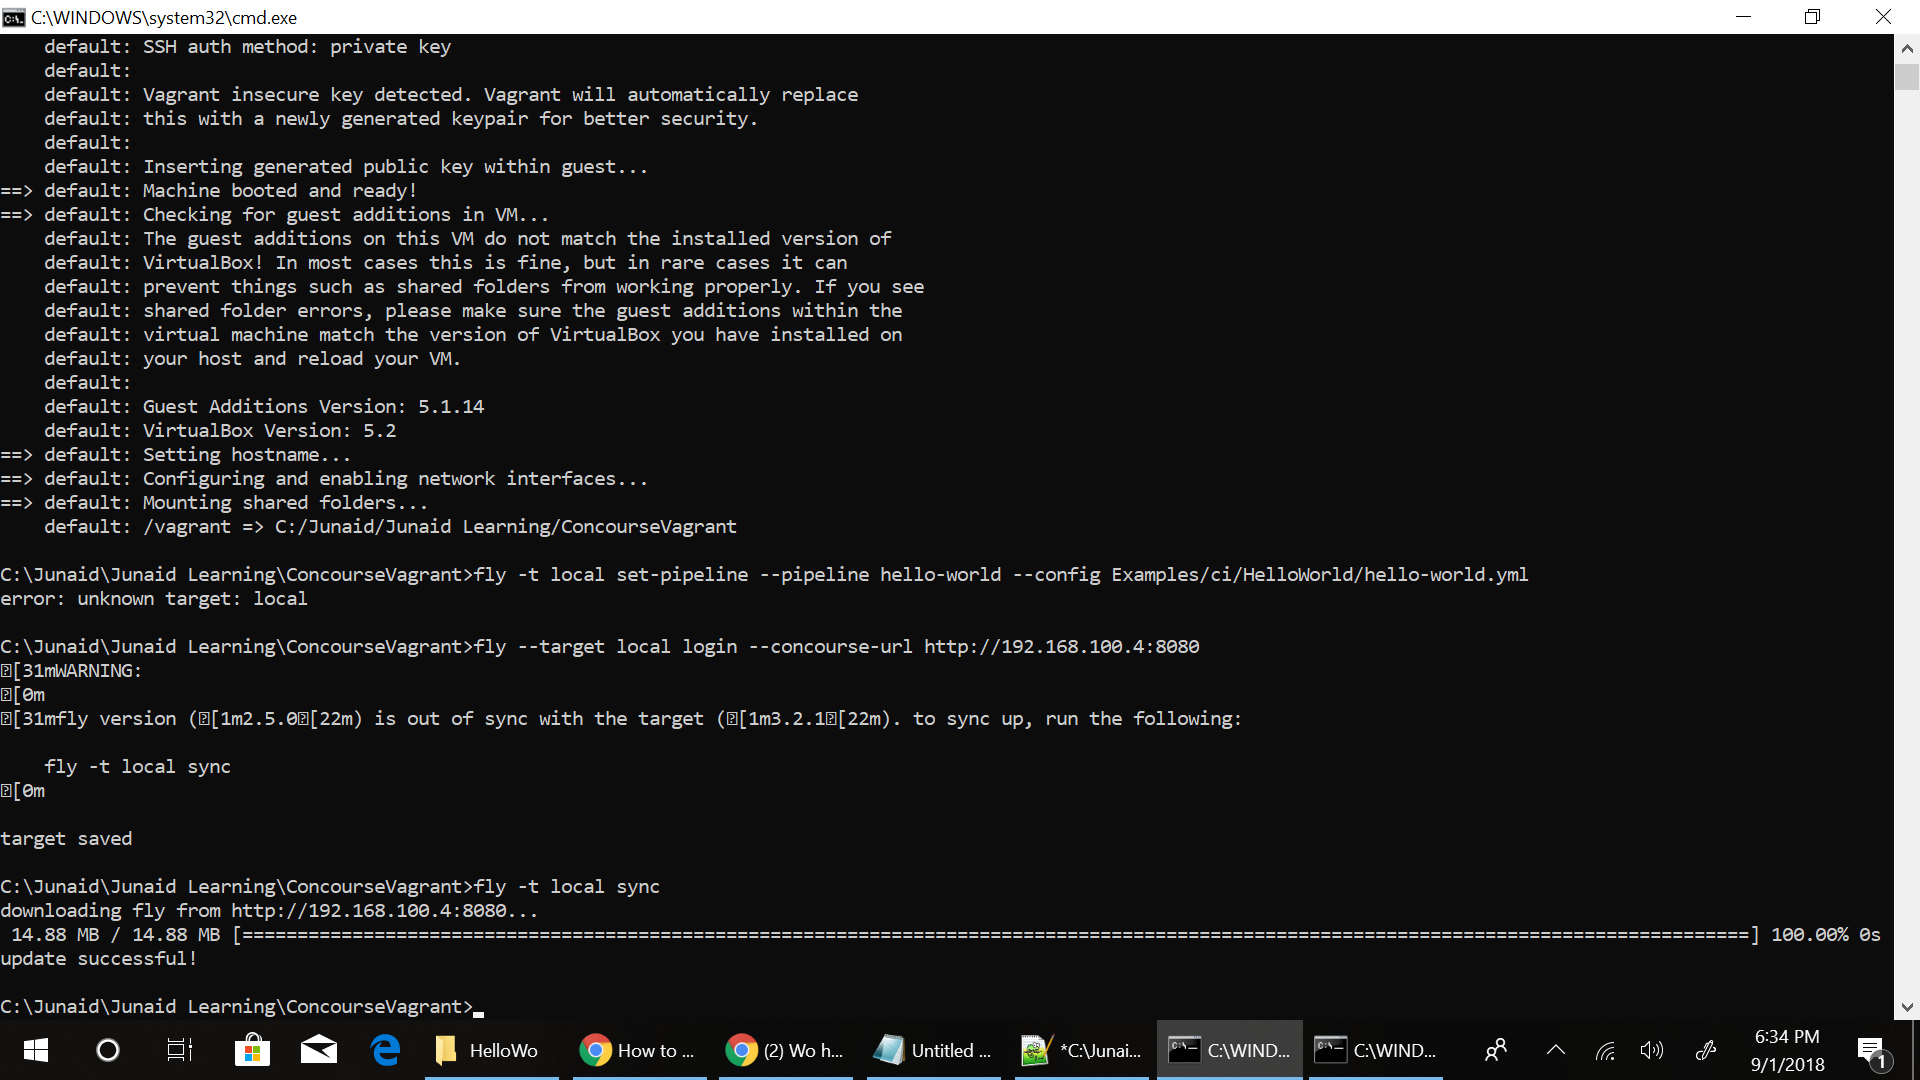 C:\WINDOWS\system32\cmd.exe
    default: SSH auth method: private key
    default:
    default: Vagrant insecure key detected. Vagrant will automatically replace
    default: this with a newly generated keypair for better security.
    default:
    default: Inserting generated public key within guest...
==> default: Machine booted and ready!
==> default: Checking for guest additions in VM...
    default: The guest additions on this VM do not match the installed version of
    default: VirtualBox! In most cases this is fine, but in rare cases it can
    default: prevent things such as shared folders from working properly. If you see
    default: shared folder errors, please make sure the guest additions within the
    default: virtual machine match the version of VirtualBox you have installed on
    default: your host and reload your VM.
    default:
    default: Guest Additions Version: 5.1.14
    default: VirtualBox Version: 5.2
==> default: Setting hostname...
==> default: Configuring and enabling network interfaces...
==> default: Mounting shared folders...
    default: /vagrant => C:/Junaid/Junaid Learning/ConcourseVagrant
C:\Junaid\Junaid Learning\ConcourseVagrant>fly -t local set-pipeline --pipeline hello-world --config Examples/ci/HelloWorld/hello-world.yml
error: unknown target: local
C:\Junaid\Junaid Learning\ConcourseVagrant>fly --target local login --concourse-url http://192.168.100.4:8080
⍰[31mWARNING:
⍰[0m
⍰[31mfly version (⍰[1m2.5.0⍰[22m) is out of sync with the target (⍰[1m3.2.1⍰[22m). to sync up, run the following:
    fly -t local sync
⍰[0m
target saved
C:\Junaid\Junaid Learning\ConcourseVagrant>fly -t local sync
downloading fly from http://192.168.100.4:8080...
 14.88 MB / 14.88 MB [=========================================================================================================================================] 100.00% 0s
update successful!
C:\Junaid\Junaid Learning\ConcourseVagrant>
HelloWo
How to ...
(2) Wo h...
Untitled ...
*C:\Junai...
C:\WIND...
C:\WIND...
6:34 PM
9/1/2018
1